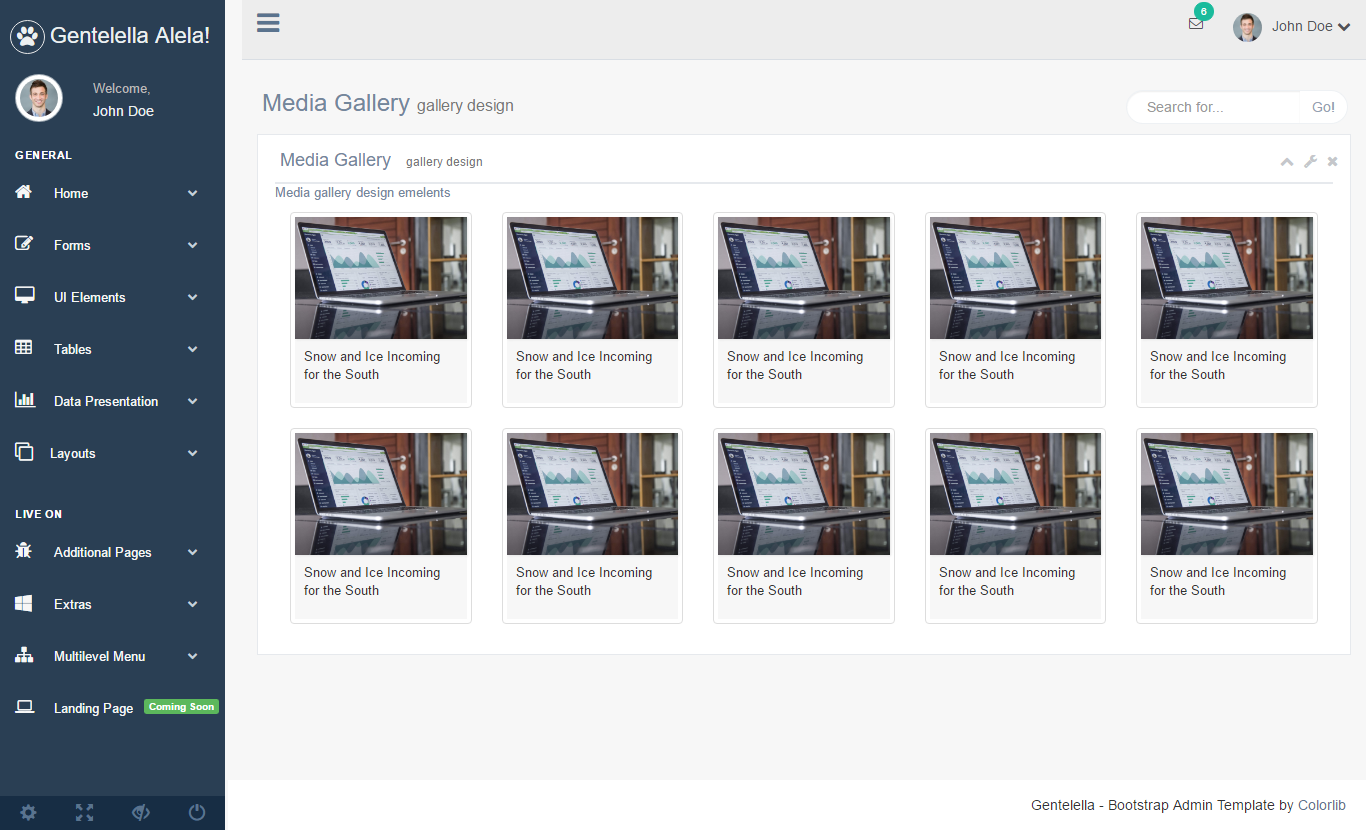 Gentelella Alela!
Welcome,
John Doe
GENERAL
Home
Forms
UI Elements
Tables
Data Presentation
Layouts
LIVE ON
Additional Pages
Extras
Multilevel Menu
Landing Page Coming Soon
6
John Doe
Media Gallery gallery design
Search for... Go!
Media Gallery gallery design
Media gallery design emelents
Snow and Ice Incoming
for the South
Snow and Ice Incoming
for the South
Snow and Ice Incoming
for the South
Snow and Ice Incoming
for the South
Snow and Ice Incoming
for the South
Snow and Ice Incoming
for the South
Snow and Ice Incoming
for the South
Snow and Ice Incoming
for the South
Snow and Ice Incoming
for the South
Snow and Ice Incoming
for the South
Gentelella - Bootstrap Admin Template by Colorlib